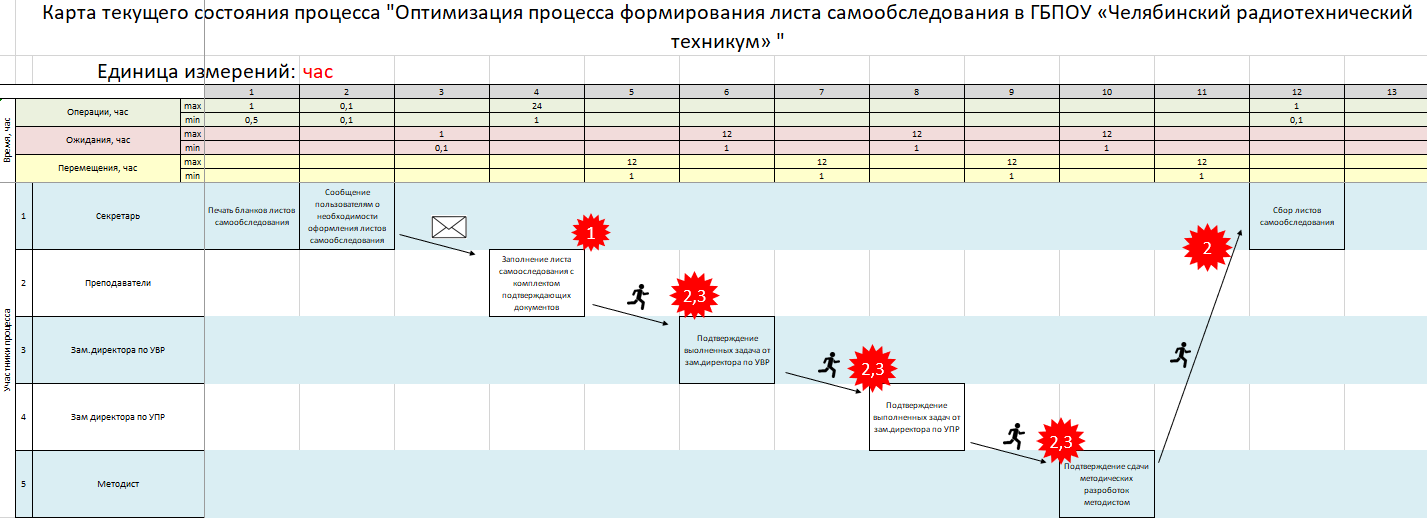 Карта текущего состояния процесса "Оптимизация процесса формирования листа самообследования в ГБПОУ «Челябинский радиотехнический
техникум» "
Единица измерений: час
1 2 3 4 5 6 7 8 9 10 11 12 13
Время, час
Операции, час
max 1 0,1 24 1
min 0,5 0,1 1 0,1
Ожидания, час
max 1 12 12 12
min 0,1 1 1 1
Перемещения, час
max 12 12 12 12
min 1 1 1 1
Участники процесса
1 Секретарь
Печать бланков листов
самообследования
Сообщение
пользователям о
необходимости
оформления листов
самообследования
1
2
Сбор листов
самообследования
2 Преподаватели
Заполнение листа
самооследования с
комплектом
подтверждающих
документов
2,3
3 Зам.директора по УВР
Подтверждение
выолненных задача от
зам.директора по УВР
2,3
4 Зам директора по УПР
Подтверждение
выполненных задач от
зам.директора по УПР
2,3
5 Методист
Подтверждение сдачи
методических
разроботок
методистом